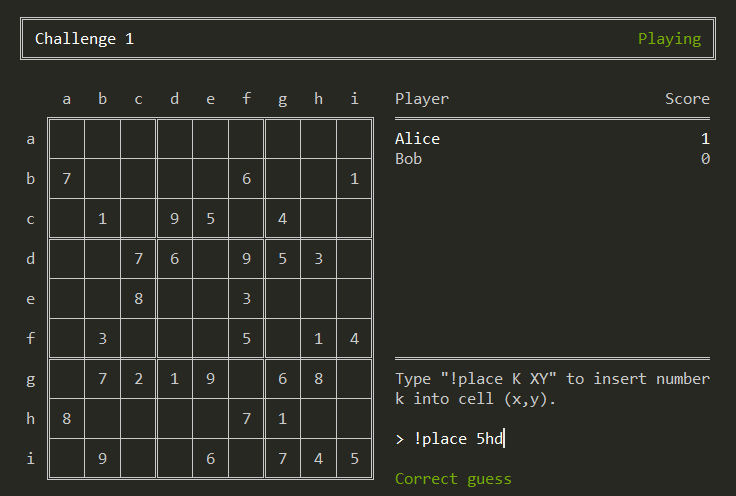 Challenge 1 Playing
a b c d e f g h i Player Score
a Alice 1
Bob 0
b 7 6 1
c 1 9 5 4
d 7 6 9 5 3
e 8 3
f 3 5 1 4
g 7 2 1 9 6 8 Type "!place K XY" to insert number
k into cell (x,y).
h 8 7 1
> !place 5hd
i 9 6 7 4 5
Correct guess